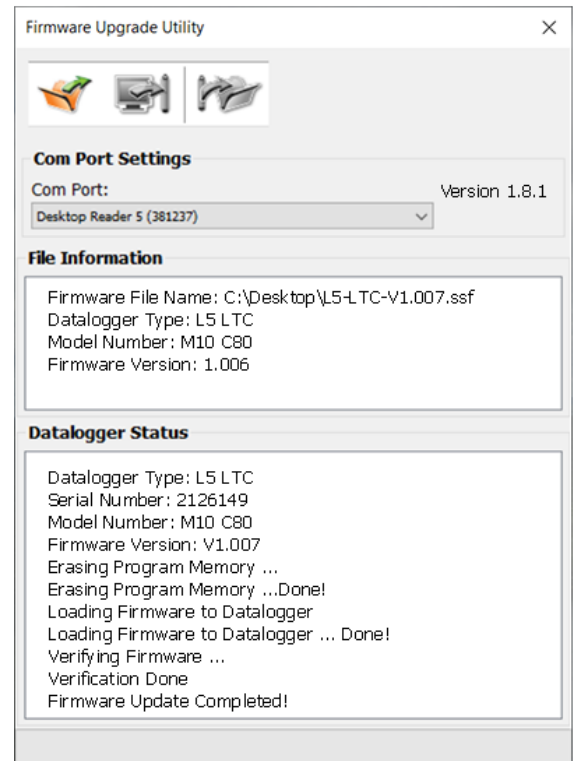 Firmware Upgrade Utility
Com Port Settings
Com Port:
Version 1.8.1
Desktop Reader 5 (381237)
File Information
Firmware File Name: C:\Desktop\L5-LTC-V1.007.ssf
Datalogger Type: L5 LTC
Model Number: M10 C80
Firmware Version: 1.006
Datalogger Status
Datalogger Type: L5 LTC
Serial Number: 2126149
Model Number: M10 C80
Firmware Version: V1.007
Erasing Program Memory ...
Erasing Program Memory ...Done!
Loading Firmware to Datalogger
Loading Firmware to Datalogger ... Done!
Verifying Firmware ...
Verification Done
Firmware Update Completed!